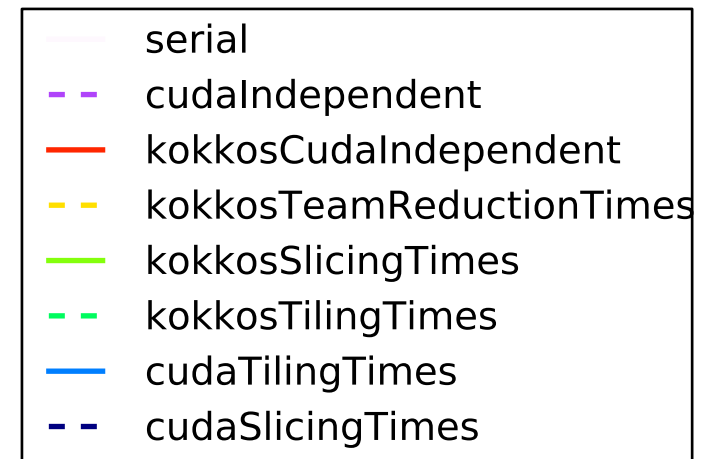 serial
cudaIndependent
kokkosCudaIndependent
kokkosTeamReductionTimes
kokkosSlicingTimes
kokkosTilingTimes
cudaTilingTimes
cudaSlicingTimes